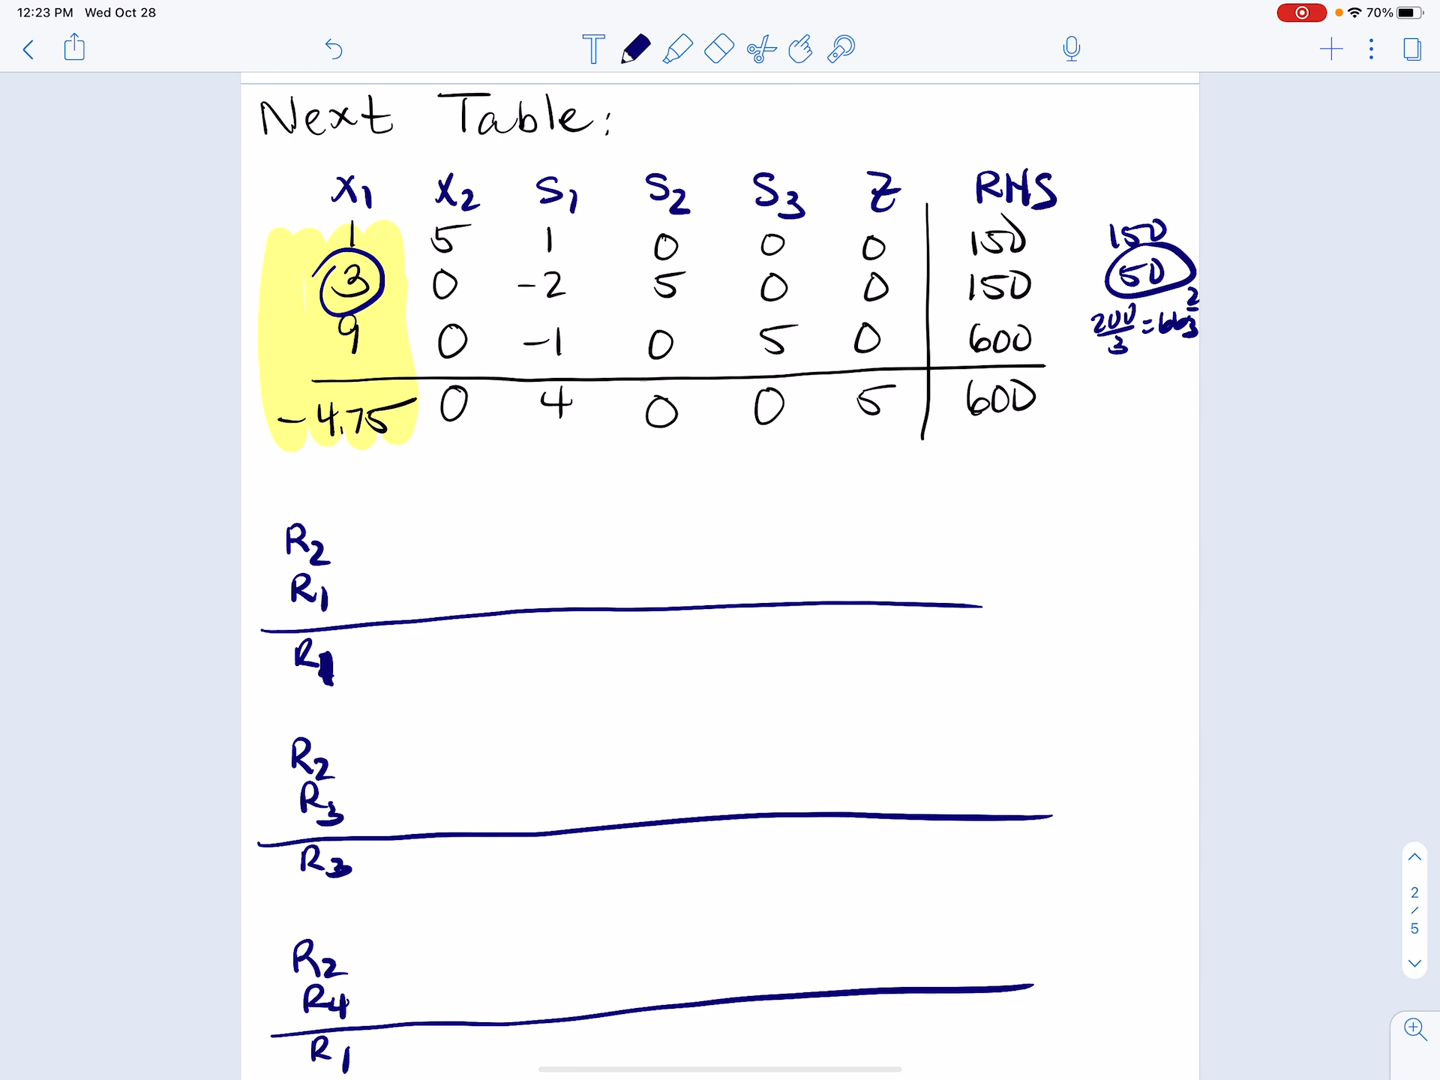 12:23 PM Wed Oct 28
70%
T
Next Table:
x1 x2 S1 S2 S3 Z RHS
1 5 1 0 0 0 150 150
3 0 -2 5 0 0 150 50
9 0 -1 0 5 0 600 200/3 = 66 2/3
-4.75 0 4 0 0 5 600
R2
R1
R1
R2
R3
R3
R2
R4
R1
2
/
5